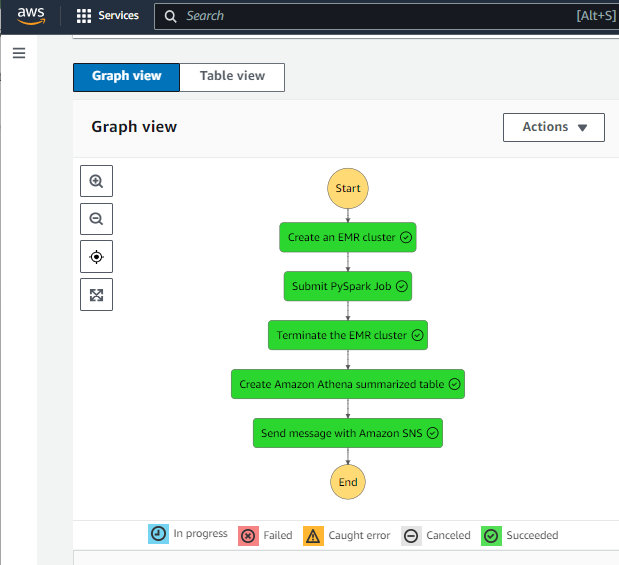 aws
Services
Search
[Alt+S]
Graph view
Table view
Graph view
Actions
Start
Create an EMR cluster
Submit PySpark Job
Terminate the EMR cluster
Create Amazon Athena summarized table
Send message with Amazon SNS
End
In progress
Failed
Caught error
Canceled
Succeeded